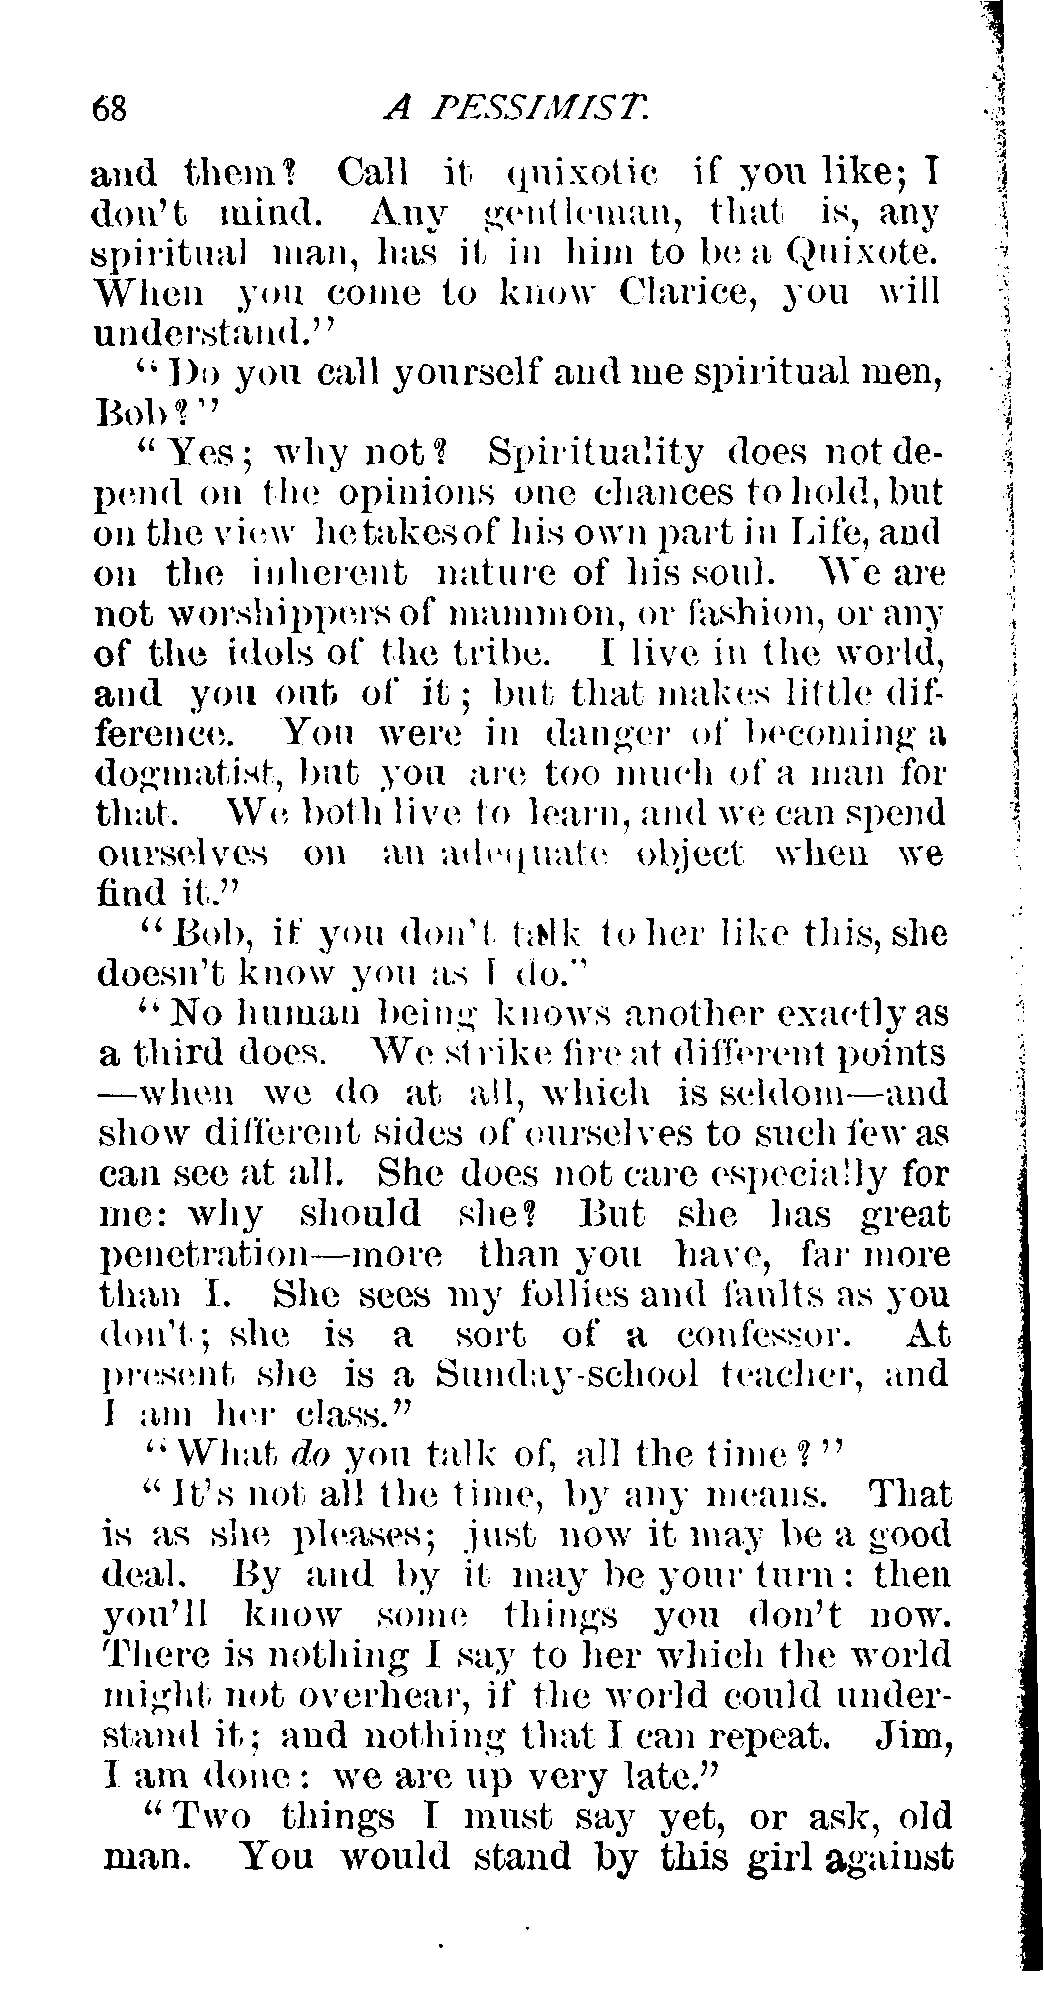 68 A PESSIMIST.
and them? Call it quixotic if you like; I
don't mind. Any gentleman, that is, any
spiritual man, has it in him to be a Quixote.
When you come to know Clarice, you will
understand."
"Do you call yourself and me spiritual men,
Bob?"
"Yes; why not? Spirituality does not de-
pend on the opinions one chances to hold, but
on the view he takes of his own part in Life, and
on the inherent nature of his soul. We are
not worshippers of mammon, or fashion, or any
of the idols of the tribe. I live in the world,
and you out of it; but that makes little dif-
ference. You were in danger of becoming a
dogmatist, but you are too much of a man for
that. We both live to learn, and we can spend
ourselves on an adequate object when we
find it."
"Bob, if you don't talk to her like this, she
doesn't know you as I do."
"No human being knows another exactly as
a third does. We strike fire at different points
—when we do at all, which is seldom—and
show different sides of ourselves to such few as
can see at all. She does not care especially for
me: why should she? But she has great
penetration—more than you have, far more
than I. She sees my follies and faults as you
don't; she is a sort of a confessor. At
present she is a Sunday-school teacher, and
I am her class."
"What do you talk of, all the time?"
"It's not all the time, by any means. That
is as she pleases; just now it may be a good
deal. By and by it may be your turn: then
you'll know some things you don't now.
There is nothing I say to her which the world
might not overhear, if the world could under-
stand it; and nothing that I can repeat. Jim,
I am done: we are up very late."
"Two things I must say yet, or ask, old
man. You would stand by this girl against